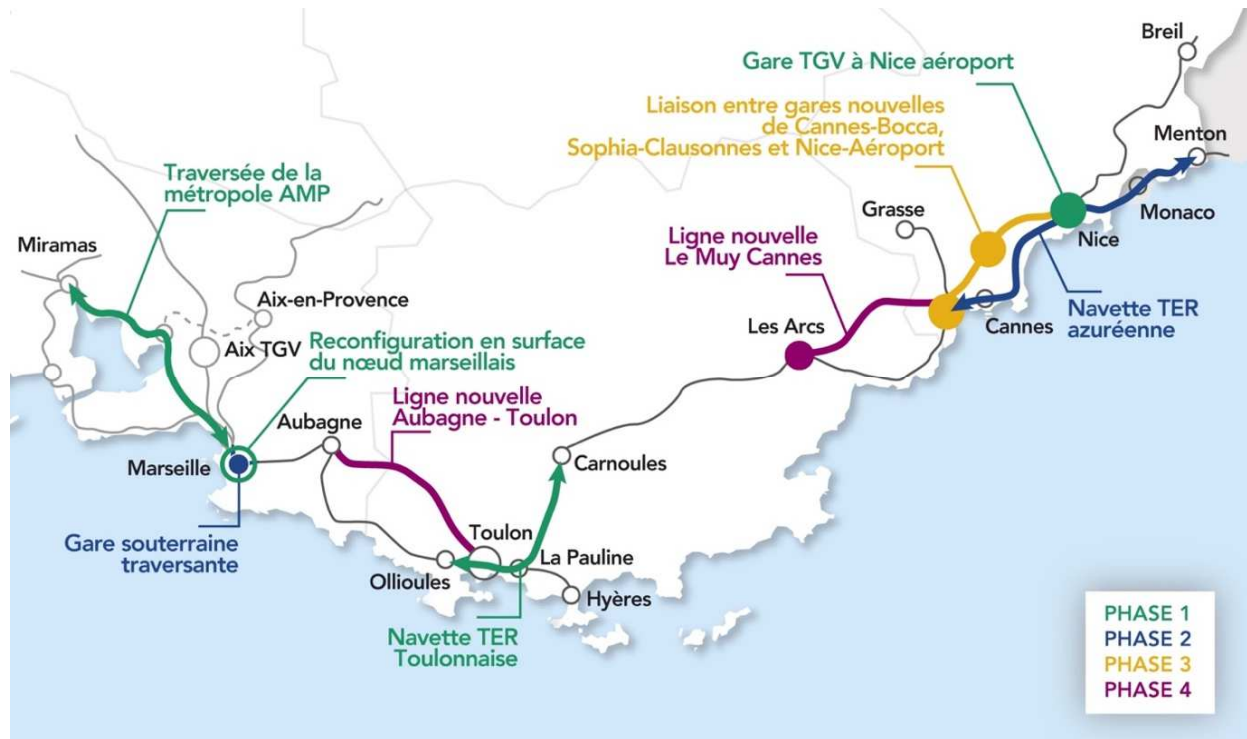 Breil
Gare TGV à Nice aéroport
Liaison entre gares nouvelles
de Cannes-Bocca,
Sophia-Clausonnes et Nice-Aéroport
Menton
Traversée de la
métropole AMP
Monaco
Grasse
Nice
Miramas
Ligne nouvelle
Le Muy Cannes
Aix-en-Provence
Navette TER
azuréenne
Cannes
Les Arcs
Aix TGV
Reconfiguration en surface
du nœud marseillais
Ligne nouvelle
Aubagne - Toulon
Aubagne
Marseille
Carnoules
Gare souterraine
traversante
Toulon
La Pauline
Ollioules
Hyères
Navette TER
Toulonnaise
PHASE 1
PHASE 2
PHASE 3
PHASE 4